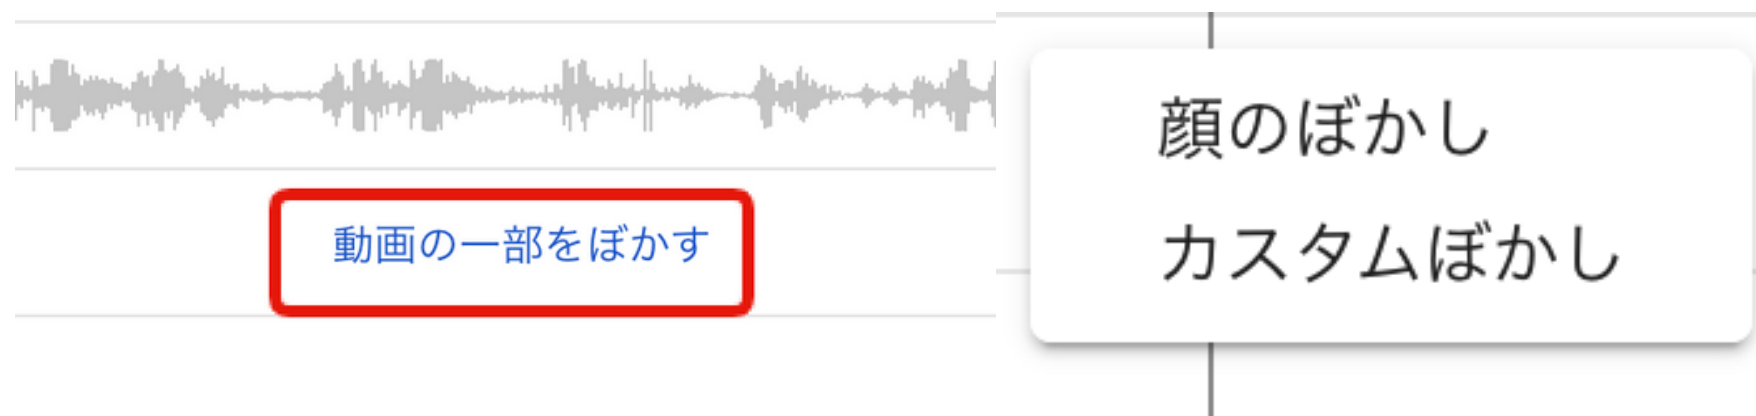 動画の一部をぼかす
顔のぼかし
カスタムぼかし